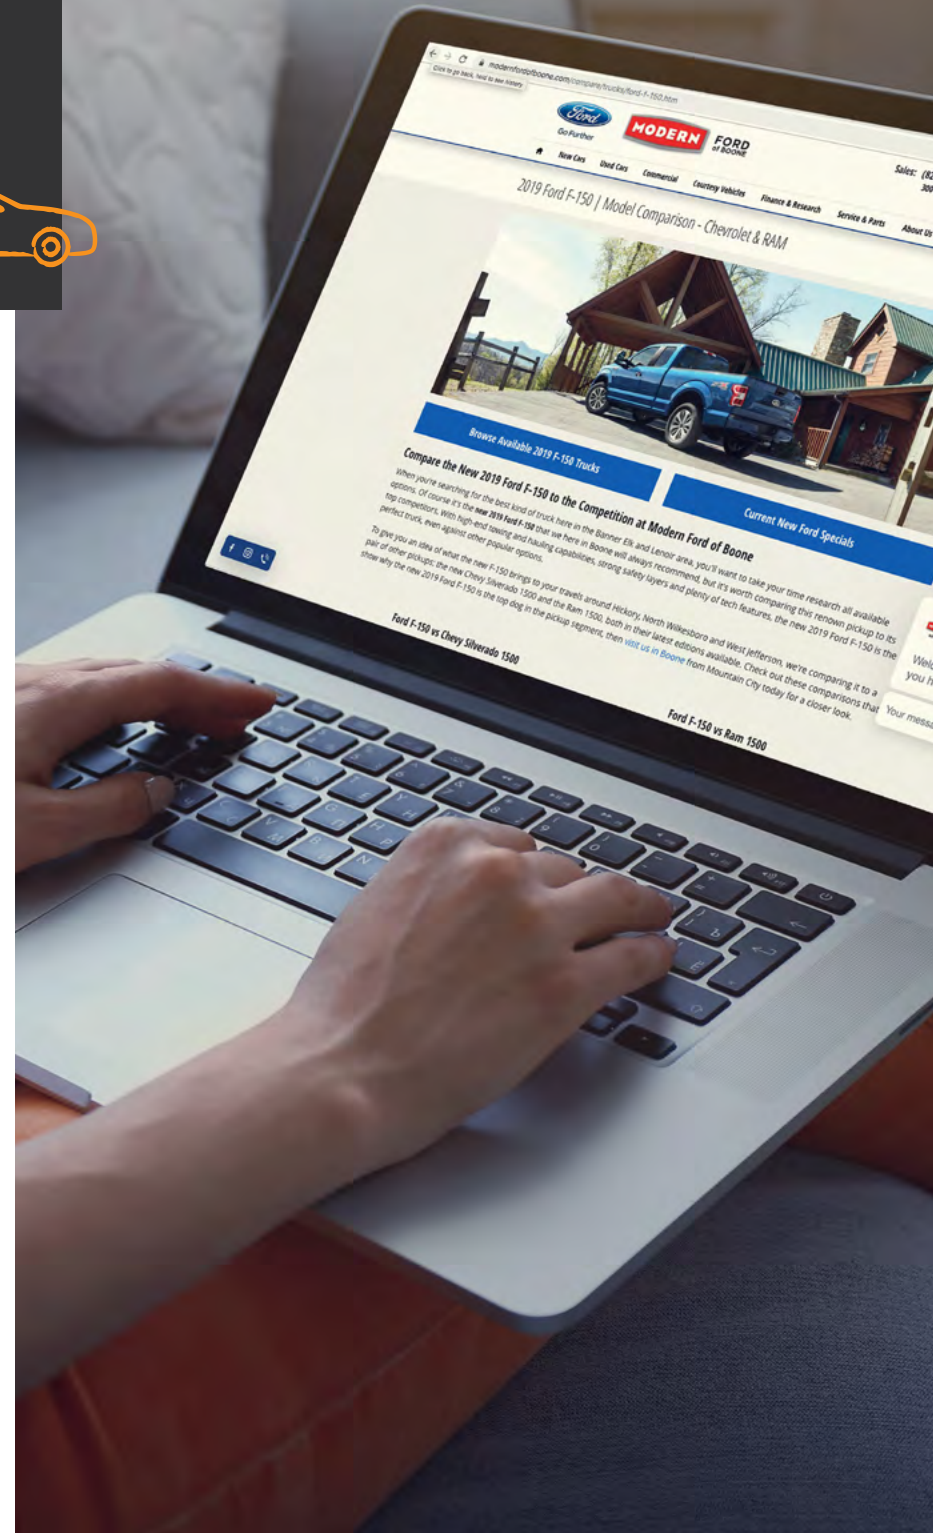 modernfordofboone.com/compare/trucks/ford-f-150.htm
Click to go back, hold to see history
Ford
Go Further
MODERN
FORD
of BOONE
Sales: (82
New Cars Used Cars Commercial Courtesy Vehicles Finance & Research Service & Parts About Us
2019 Ford F-150 | Model Comparison - Chevrolet & RAM
Browse Available 2019 F-150 Trucks
Current New Ford Specials
Compare the New 2019 Ford F-150 to the Competition at Modern Ford of Boone
When you're searching for the best kind of truck here in the Banner Elk and Lenoir area, you'll want to take your time research all available
options. Of course it's the new 2019 Ford F-150 that we here in Boone will always recommend, but it's worth comparing this renown pickup to its
top competitors. With high-end towing and hauling capabilities, strong safety layers and plenty of tech features, the new 2019 Ford F-150 is the
perfect truck, even against other popular options.
To give you an idea of what the new F-150 brings to your travels around Hickory, North Wilkesboro and West Jefferson, we're comparing it to a
pair of other pickups: the new Chevy Silverado 1500 and the Ram 1500, both in their latest editions available. Check out these comparisons that
show why the new 2019 Ford F-150 is the top dog in the pickup segment, then visit us in Boone from Mountain City today for a closer look.
Ford F-150 vs Chevy Silverado 1500
Ford F-150 vs Ram 1500
Welc
you h
Your messa